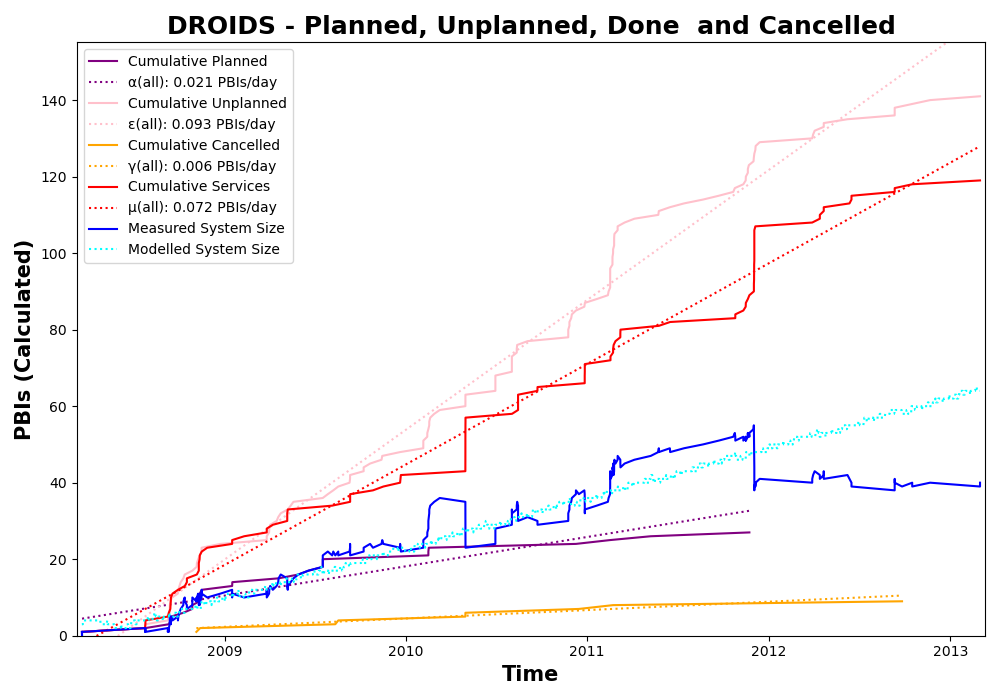 DROIDS - Planned, Unplanned, Done  and Cancelled
Cumulative Planned
α(all): 0.021 PBIs/day
Cumulative Unplanned
ε(all): 0.093 PBIs/day
Cumulative Cancelled
γ(all): 0.006 PBIs/day
Cumulative Services
μ(all): 0.072 PBIs/day
Measured System Size
Modelled System Size
PBIs (Calculated)
140
120
100
80
60
40
20
0
2009 2010 2011 2012 2013
Time